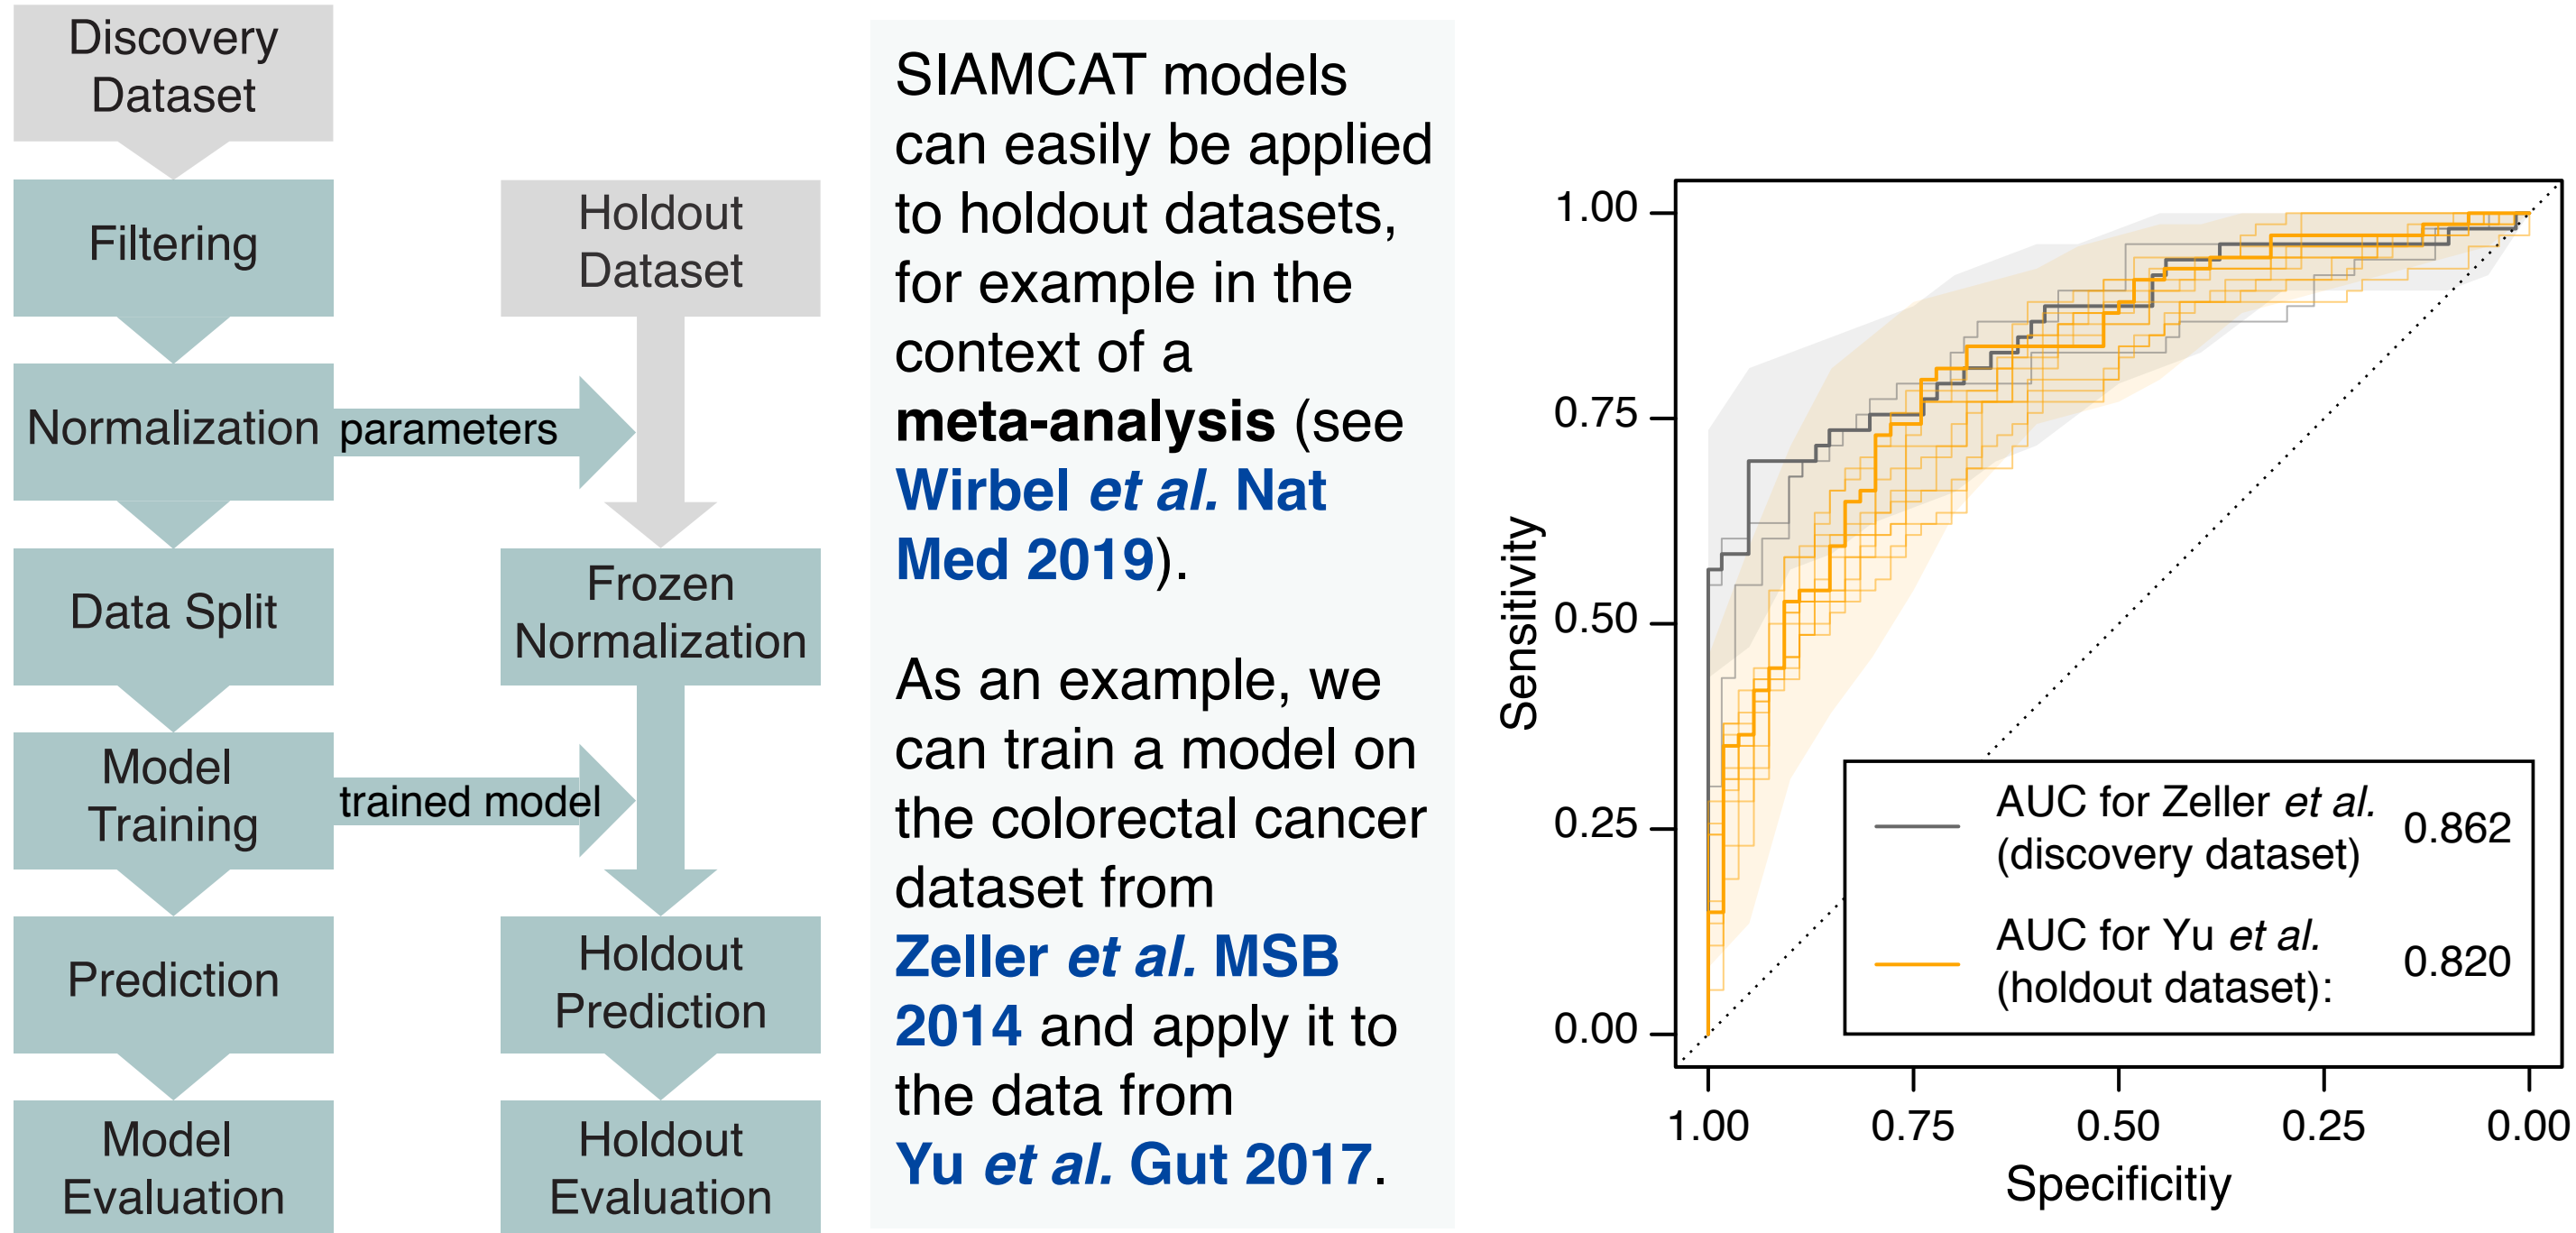 Discovery
Dataset
Filtering
Normalization
Data Split
Model
Training
Prediction
Model
Evaluation
parameters
trained model
Holdout
Dataset
Frozen
Normalization
Holdout
Prediction
Holdout
Evaluation
SIAMCAT models
can easily be applied
to holdout datasets,
for example in the
context of a
meta-analysis (see
Wirbel et al. Nat
Med 2019).
As an example, we
can train a model on
the colorectal cancer
dataset from
Zeller et al. MSB
2014 and apply it to
the data from
Yu et al. Gut 2017.
Sensitivity
1.00
0.75
0.50
0.25
0.00
AUC for Zeller et al.
(discovery dataset) 0.862
AUC for Yu et al.
(holdout dataset): 0.820
1.00 0.75 0.50 0.25 0.00
Specificitiy